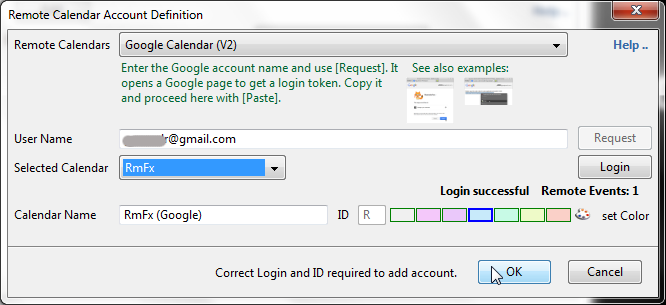 Remote Calendar Account Definition
Remote Calendars Google Calendar (V2) Help ..
Enter the Google account name and use [Request]. It See also examples:
opens a Google page to get a login token. Copy it
and proceed here with [Paste].
User Name r@gmail.com Request
Selected Calendar RmFx Login
Login successful Remote Events: 1
Calendar Name RmFx (Google) ID R set Color
Correct Login and ID required to add account. OK Cancel